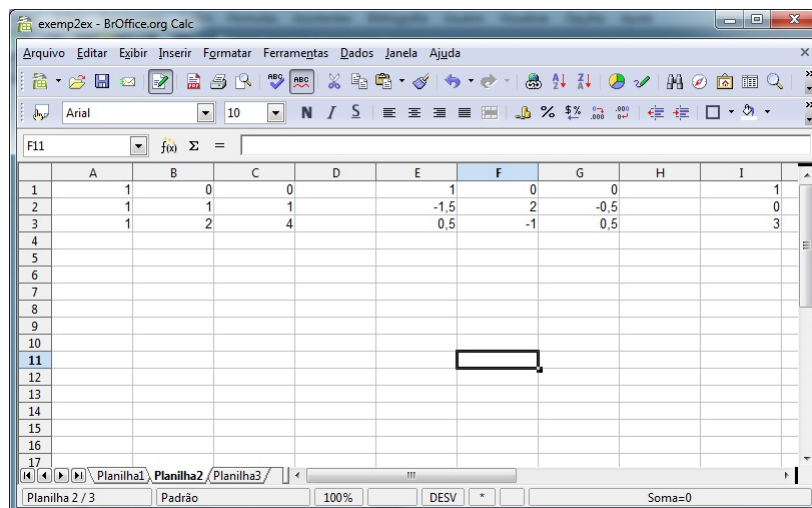 exemp2ex - BrOffice.org Calc
Arquivo Editar Exibir Inserir Formatar Ferramentas Dados Janela Ajuda
Arial 10 N I S
F11 f(x) Σ =
A B C D E F G H I
1 1 0 0 1 0 0 1
2 1 1 1 -1,5 2 -0,5 0
3 1 2 4 0,5 -1 0,5 3
4
5
6
7
8
9
10
11
12
13
14
15
16
17
Planilha1 Planilha2 Planilha3
Planilha 2 / 3 Padrão 100% DESV * Soma=0